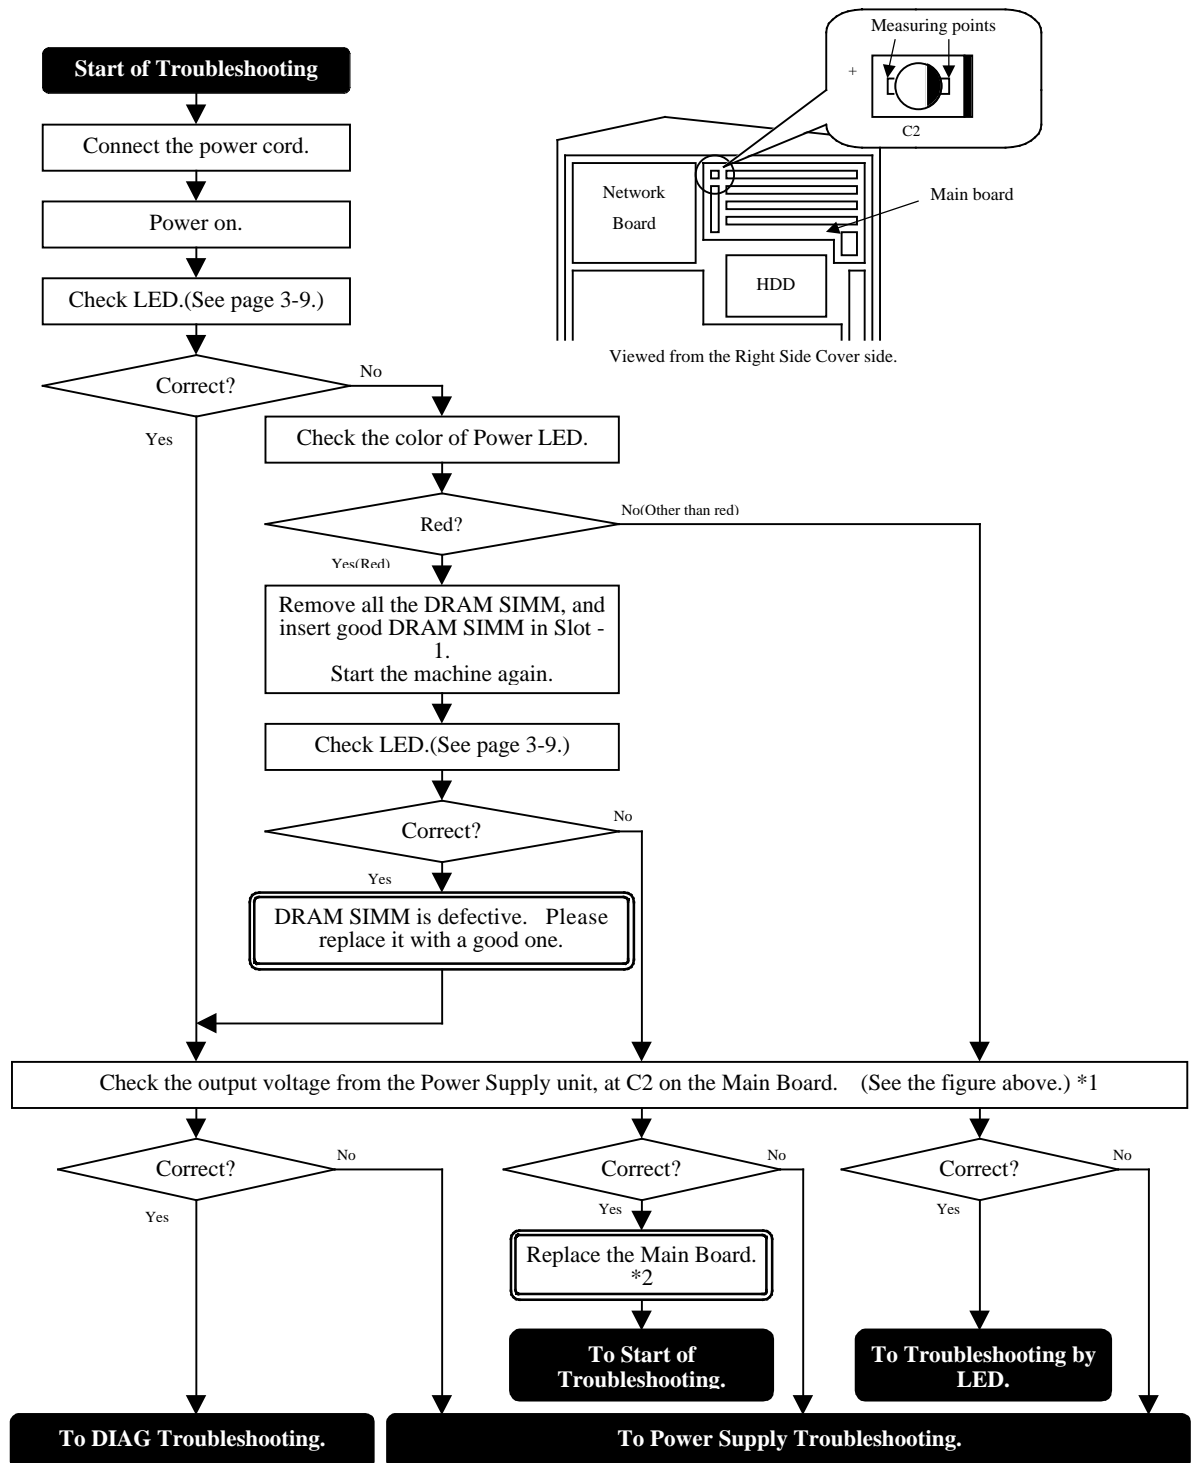 Start of Troubleshooting
Connect the power cord.
Power on.
Check LED.(See page 3-9.)
Correct?
No
Yes
Measuring points
+
C2
Network
Board
Main board
HDD
Viewed from the Right Side Cover side.
Check the color of Power LED.
Red?
No(Other than red)
Yes(Red)
Remove all the DRAM SIMM, and
insert good DRAM SIMM in Slot -
1.
Start the machine again.
Check LED.(See page 3-9.)
Correct?
No
Yes
DRAM SIMM is defective. Please
replace it with a good one.
Check the output voltage from the Power Supply unit, at C2 on the Main Board. (See the figure above.) *1
Correct?
No
Yes
Correct?
No
Yes
Correct?
No
Yes
Replace the Main Board.
*2
To Start of
Troubleshooting.
To Troubleshooting by
LED.
To DIAG Troubleshooting.
To Power Supply Troubleshooting.